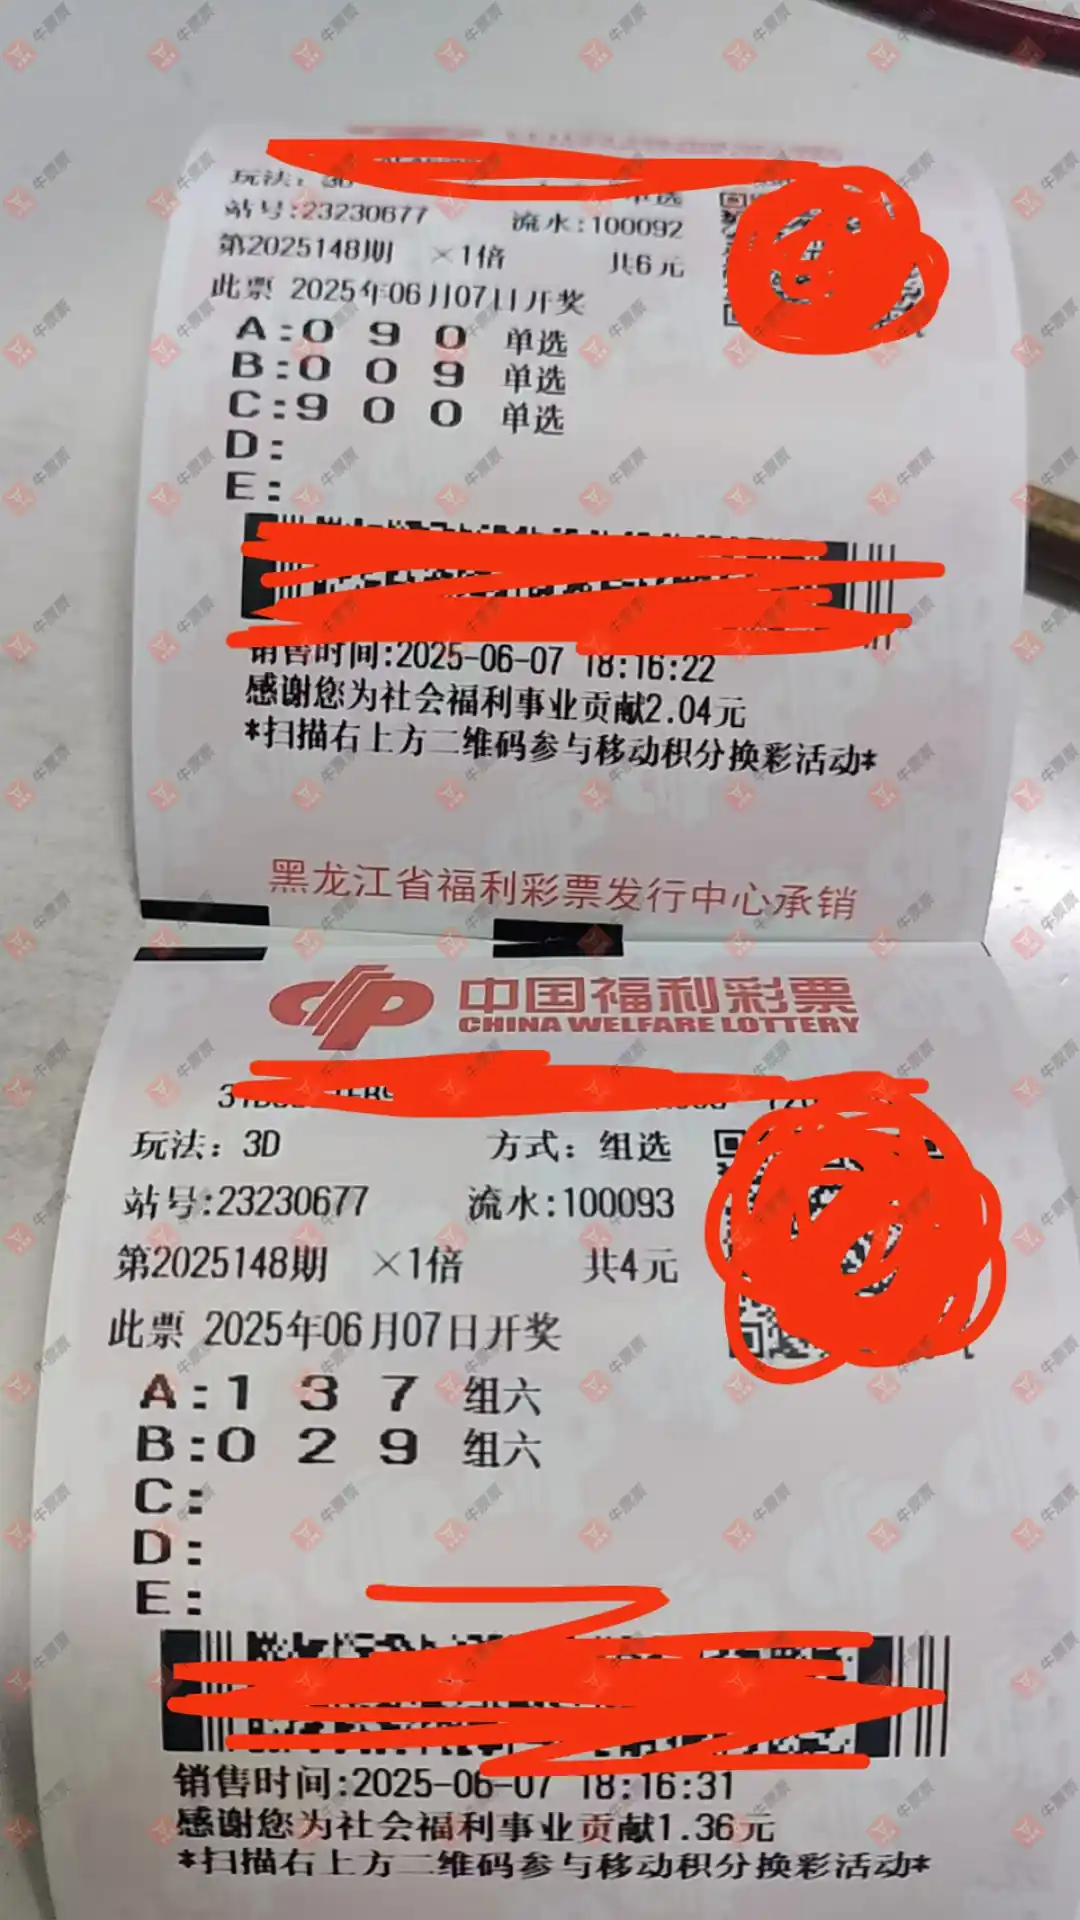 玩法：3D 单选
站号:23230677 流水:100092
第2025148期 ×1倍 共6元
此票 2025年06月07日开奖
A:0 9 0 单选
B:0 0 9 单选
C:9 0 0 单选
D:
E:
销售时间:2025-06-07 18:16:22
感谢您为社会福利事业贡献2.04元
*扫描右上方二维码参与移动积分换彩活动*
黑龙江省福利彩票发行中心承销
中国福利彩票
CHINA WELFARE LOTTERY
玩法：3D 方式：组选
站号:23230677 流水:100093
第2025148期 ×1倍 共4元
此票 2025年06月07日开奖
A:1 3 7 组六
B:0 2 9 组六
C:
D:
E:
销售时间:2025-06-07 18:16:31
感谢您为社会福利事业贡献1.36元
*扫描右上方二维码参与移动积分换彩活动*
牛票票